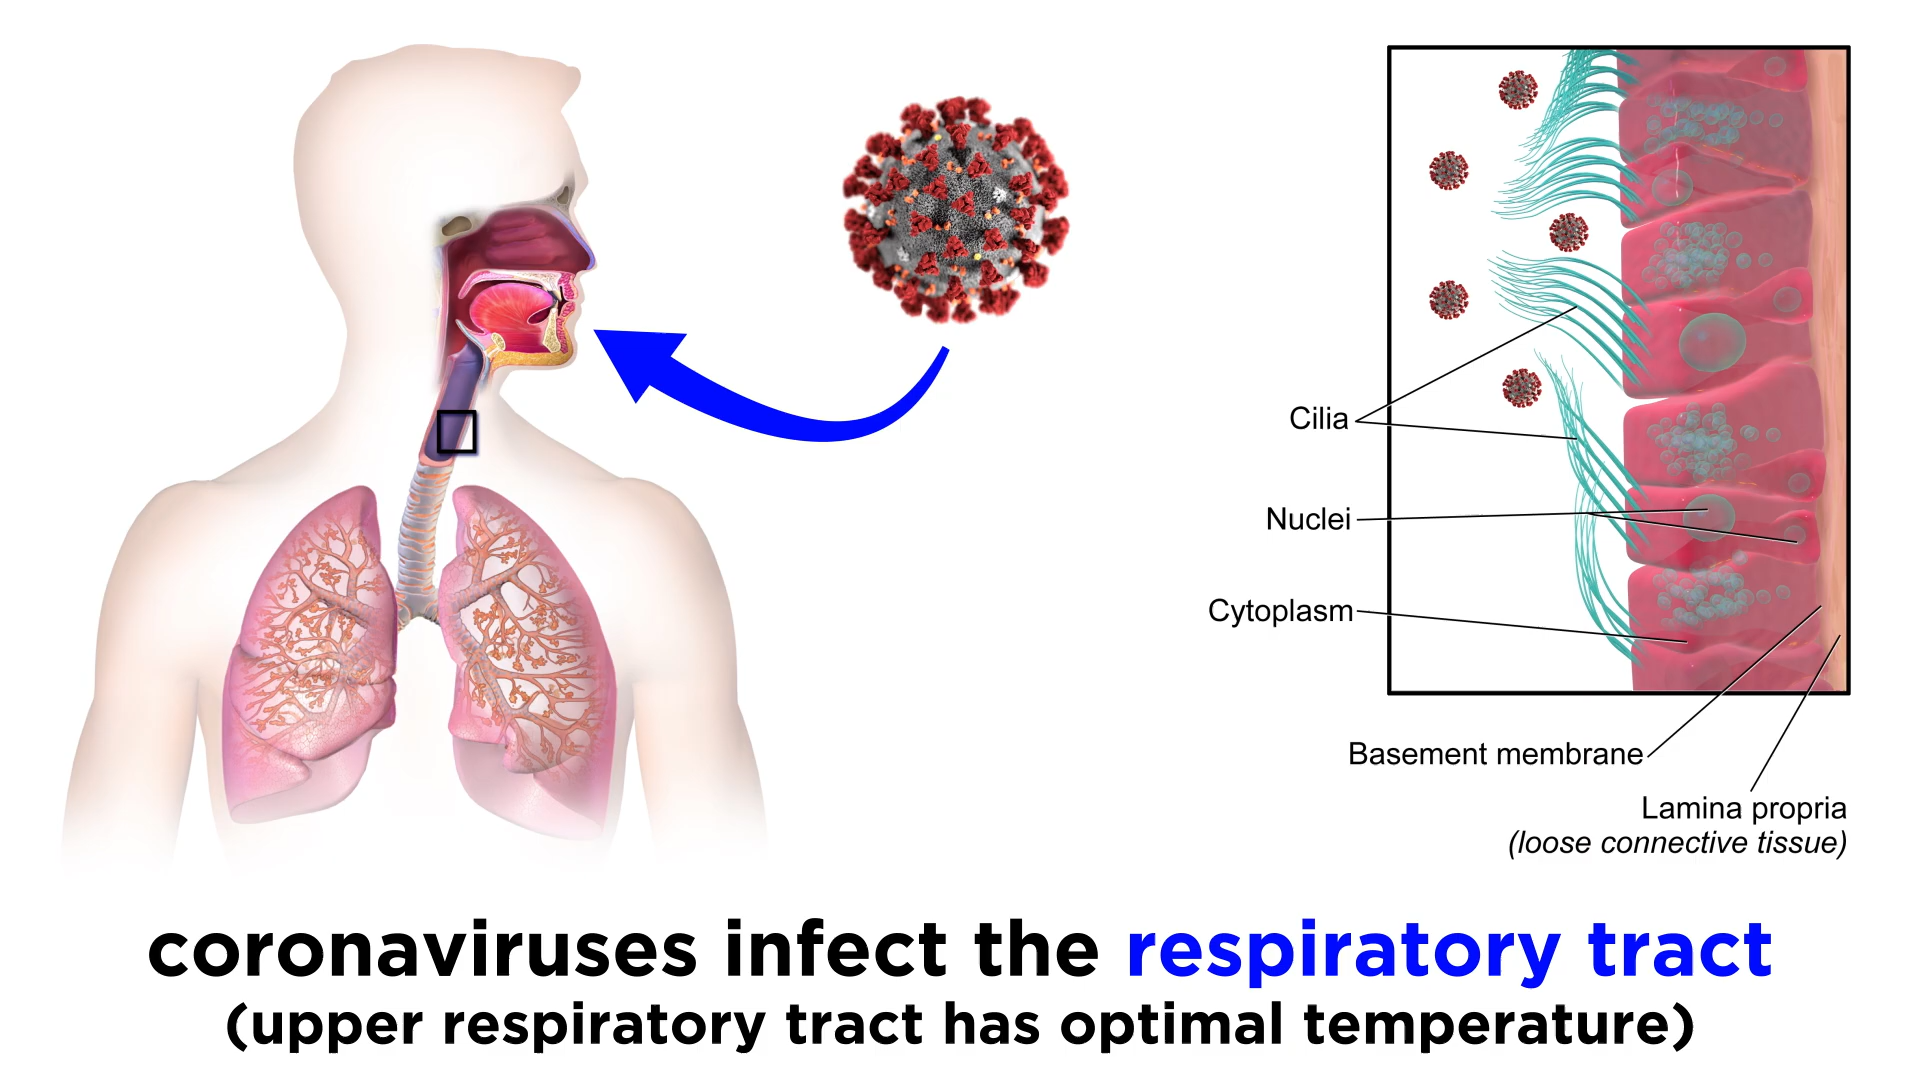 Cilia
Nuclei
Cytoplasm
Basement membrane
Lamina propria
(loose connective tissue)
coronaviruses infect the respiratory tract
(upper respiratory tract has optimal temperature)